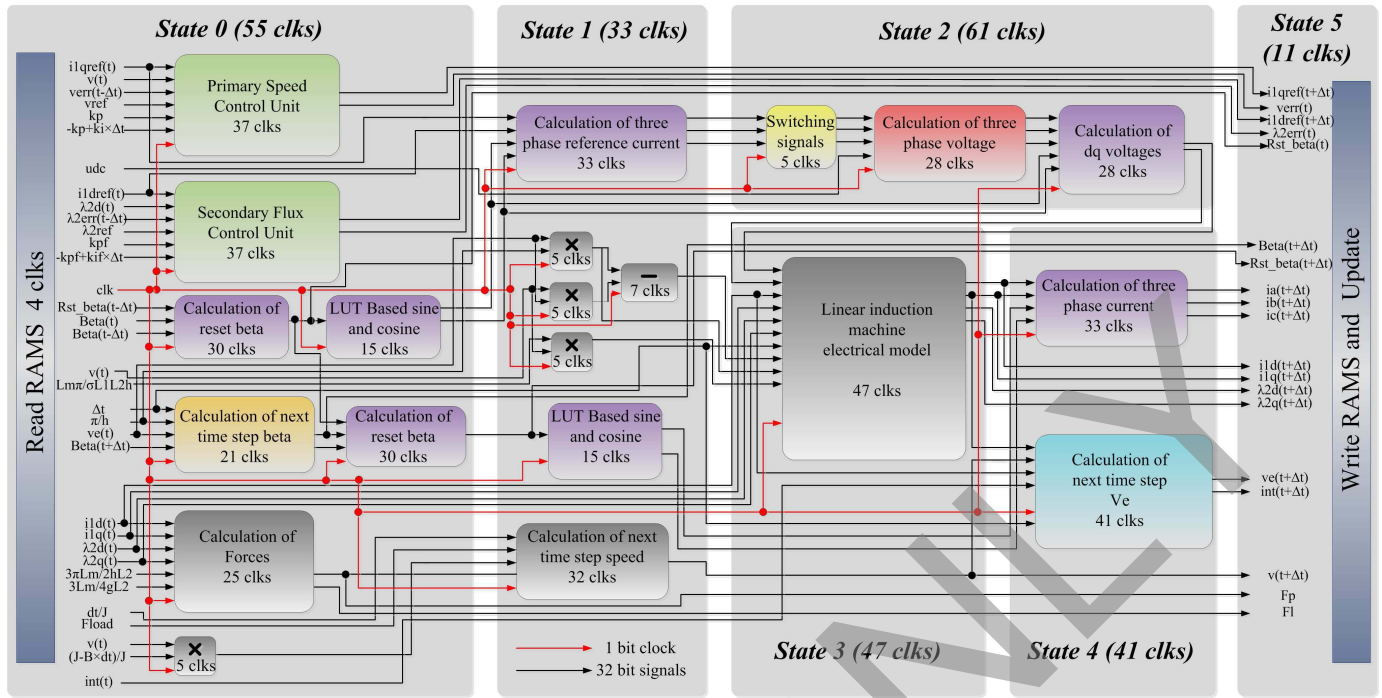 State 0 (55 clks)
State 1 (33 clks)
State 2 (61 clks)
State 5
(11 clks)
Read RAMS 4 clks
i1qref(t)
v(t)
verr(t-Δt)
vref
kp
-kp+ki×Δt
udc
i1dref(t)
λ2d(t)
λ2err(t-Δt)
λ2ref
kpf
-kpf+kif×Δt
clk
Rst_beta(t-Δt)
Beta(t)
Beta(t-Δt)
v(t)
Lmπ/σL1L2h
Δt
π/h
ve(t)
Beta(t+Δt)
i1d(t)
i1q(t)
λ2d(t)
λ2q(t)
3πLm/2hL2
3Lm/4gL2
dt/J
Fload
v(t)
(J-B×dt)/J
int(t)
Primary Speed
Control Unit
37 clks
Secondary Flux
Control Unit
37 clks
Calculation of
reset beta
30 clks
LUT Based sine
and cosine
15 clks
Calculation of next
time step beta
21 clks
Calculation of
reset beta
30 clks
Calculation of
Forces
25 clks
×
5 clks
Calculation of three
phase reference current
33 clks
×
5 clks
×
5 clks
×
5 clks
−
7 clks
LUT Based sine
and cosine
15 clks
Calculation of next
time step speed
32 clks
1 bit clock
32 bit signals
Switching
signals
5 clks
Calculation of three
phase voltage
28 clks
Calculation of
dq voltages
28 clks
Linear induction
machine
electrical model
47 clks
Calculation of three
phase current
33 clks
Calculation of
next time step
Ve
41 clks
State 3 (47 clks)
State 4 (41 clks)
i1qref(t+Δt)
verr(t)
i1dref(t+Δt)
λ2err(t)
Rst_beta(t)
Beta(t+Δt)
Rst_beta(t+Δt)
ia(t+Δt)
ib(t+Δt)
ic(t+Δt)
i1d(t+Δt)
i1q(t+Δt)
λ2d(t+Δt)
λ2q(t+Δt)
ve(t+Δt)
int(t+Δt)
v(t+Δt)
Fp
Fl
Write RAMS and Update
NLY